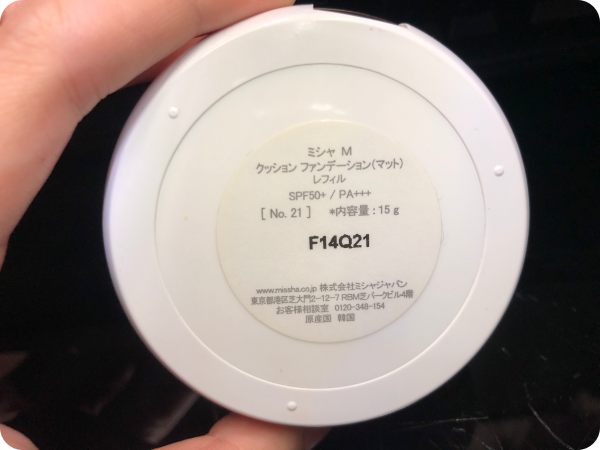 ミシャ M
クッション ファンデーション(マット)
レフィル
SPF50+ / PA+++
[ No. 21 ] *内容量 : 15 g
F14Q21
www.missha.co.jp 株式会社ミシャジャパン
東京都港区芝大門2-12-7 RBM芝パークビル4階
お客様相談室 0120-348-154
原産国 韓国